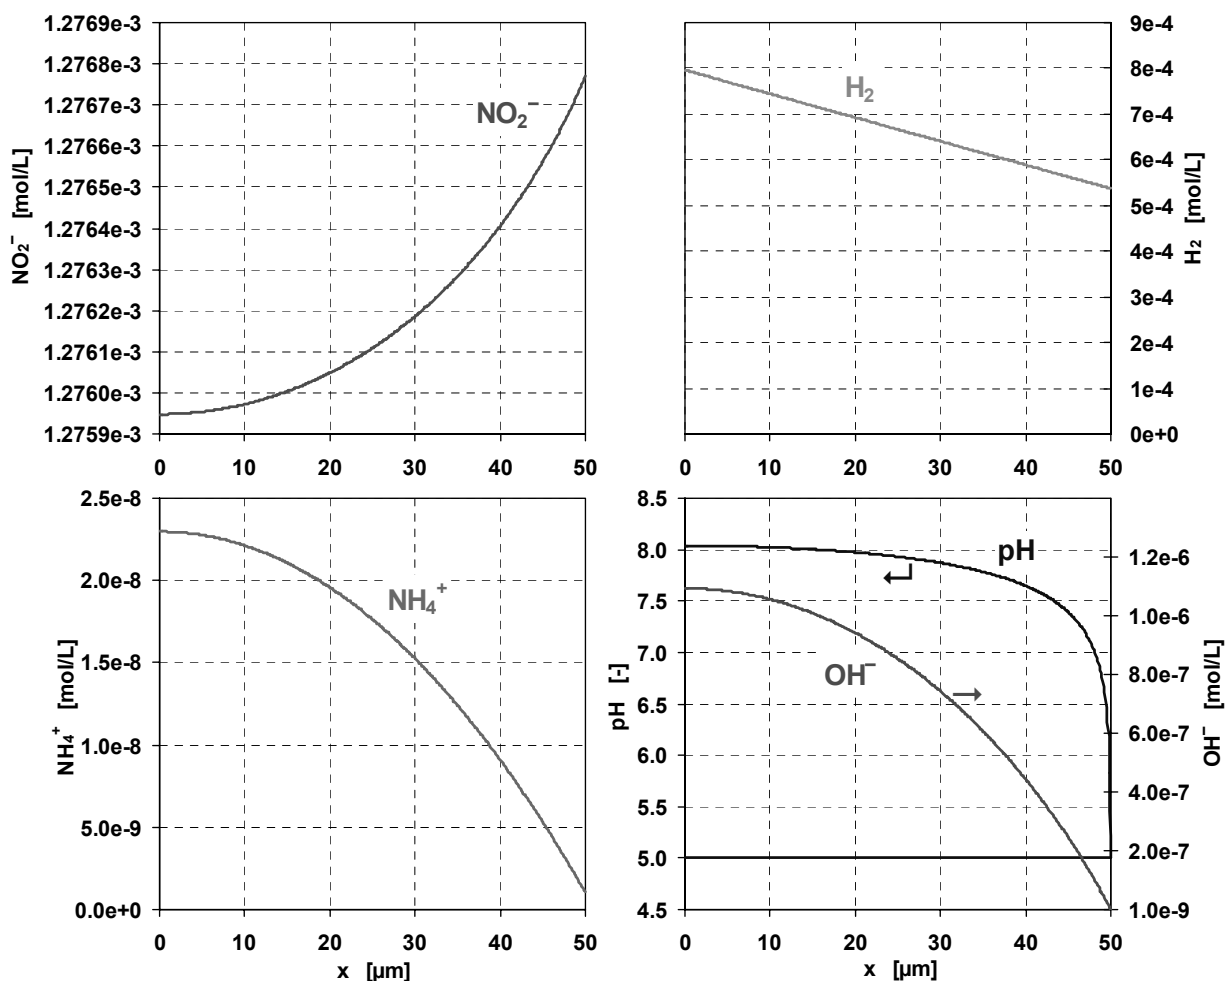 1.2769e-3
1.2768e-3
1.2767e-3
1.2766e-3
1.2765e-3
1.2764e-3
1.2763e-3
1.2762e-3
1.2761e-3
1.2760e-3
1.2759e-3
NO₂⁻ [mol/L]
NO₂⁻
0 10 20 30 40 50
H₂
9e-4
8e-4
7e-4
6e-4
5e-4
4e-4
3e-4
2e-4
1e-4
0e+0
H₂ [mol/L]
0 10 20 30 40 50
2.5e-8
2.0e-8
1.5e-8
1.0e-8
5.0e-9
0.0e+0
NH₄⁺ [mol/L]
NH₄⁺
0 10 20 30 40 50
x [µm]
8.5
8.0
7.5
7.0
6.5
6.0
5.5
5.0
4.5
pH [-]
pH
OH⁻
1.2e-6
1.0e-6
8.0e-7
6.0e-7
4.0e-7
2.0e-7
1.0e-9
OH⁻ [mol/L]
0 10 20 30 40 50
x [µm]